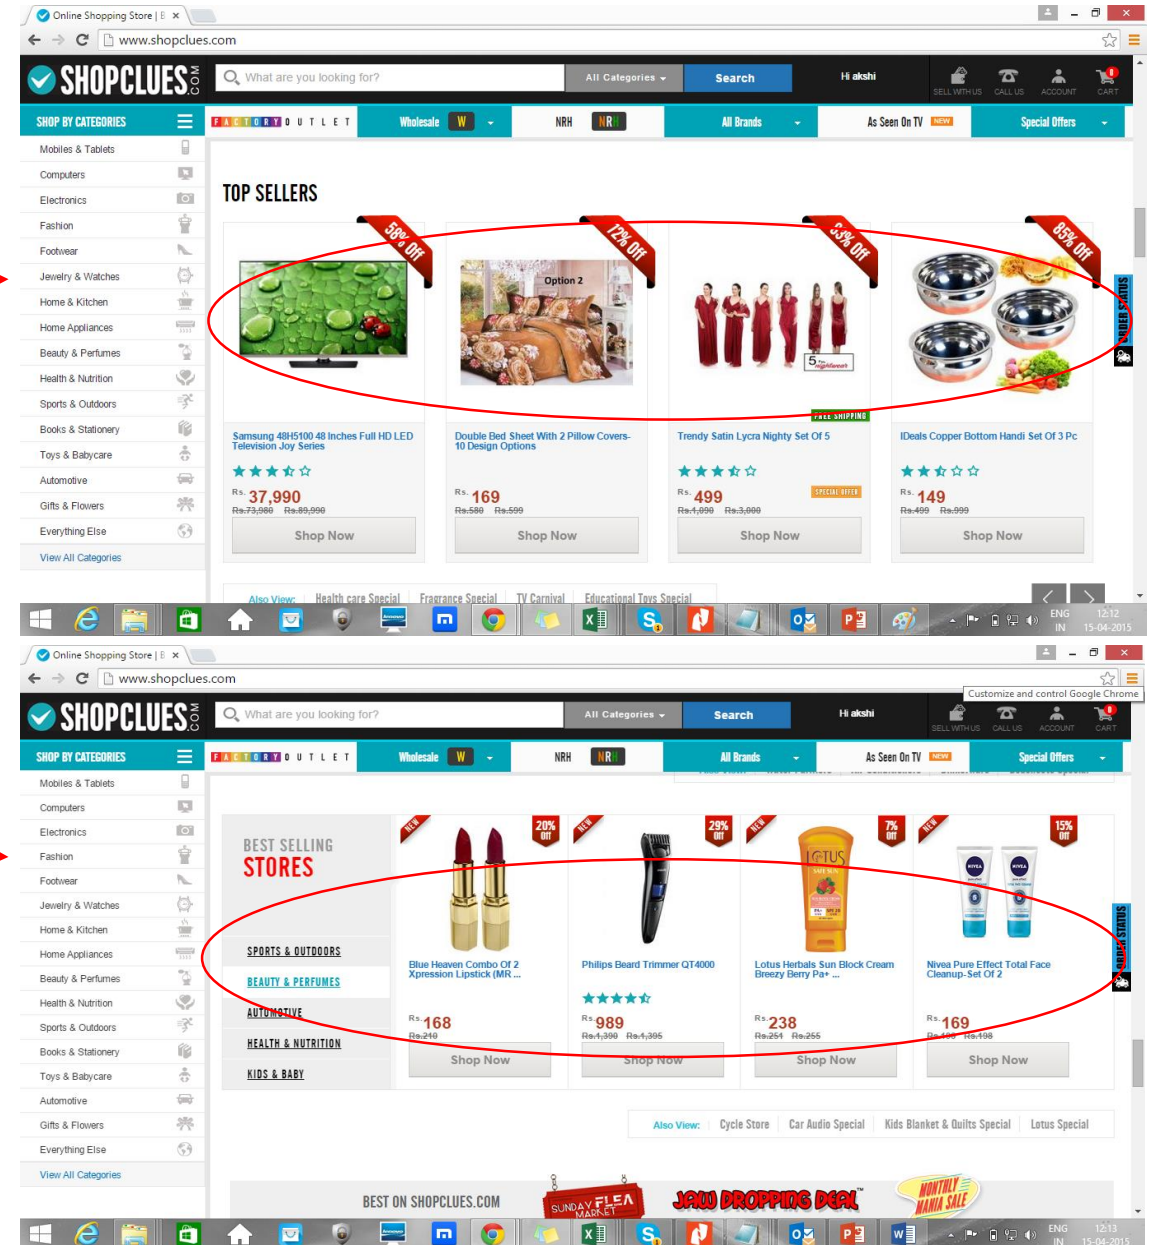 Online Shopping Store | B
www.shopclues.com
SHOPCLUES.COM
What are you looking for?
All Categories
Search
Hi akshi
SELL WITH US
CALL US
ACCOUNT
CART
SHOP BY CATEGORIES
FACTORY OUTLET
Wholesale W
NRH NRH
All Brands
As Seen On TV NEW
Special Offers
Mobiles & Tablets
Computers
Electronics
Fashion
Footwear
Jewelry & Watches
Home & Kitchen
Home Appliances
Beauty & Perfumes
Health & Nutrition
Sports & Outdoors
Books & Stationery
Toys & Babycare
Automotive
Gifts & Flowers
Everything Else
View All Categories
TOP SELLERS
58% Off
72% Off
83% Off
85% Off
Option 2
5 Pcs Nightwear
FREE SHIPPING
ORDER STATUS
Samsung 48H5100 48 Inches Full HD LED
Television Joy Series
Rs. 37,990
Rs.73,980 Rs.89,990
Shop Now
Double Bed Sheet With 2 Pillow Covers-
10 Design Options
Rs. 169
Rs.580 Rs.599
Shop Now
Trendy Satin Lycra Nighty Set Of 5
Rs. 499
SPECIAL OFFER
Rs.1,090 Rs.3,000
Shop Now
IDeals Copper Bottom Handi Set Of 3 Pc
Rs. 149
Rs.499 Rs.999
Shop Now
Also View: Health care Special Fragrance Special TV Carnival Educational Toys Special
ENG 12:12
IN 15-04-2015
Online Shopping Store | B
www.shopclues.com
Customize and control Google Chrome
SHOPCLUES.COM
What are you looking for?
All Categories
Search
Hi akshi
SELL WITH US
CALL US
ACCOUNT
CART
SHOP BY CATEGORIES
FACTORY OUTLET
Wholesale W
NRH NRH
All Brands
As Seen On TV NEW
Special Offers
Mobiles & Tablets
Computers
Electronics
Fashion
Footwear
Jewelry & Watches
Home & Kitchen
Home Appliances
Beauty & Perfumes
Health & Nutrition
Sports & Outdoors
Books & Stationery
Toys & Babycare
Automotive
Gifts & Flowers
Everything Else
View All Categories
BEST SELLING
STORES
SPORTS & OUTDOORS
BEAUTY & PERFUMES
AUTOMOTIVE
HEALTH & NUTRITION
KIDS & BABY
NEW
20% Off
Blue Heaven Combo Of 2
Xpression Lipstick (MR ...
Rs. 168
Rs.210
Shop Now
NEW
29% Off
Philips Beard Trimmer QT4000
Rs. 989
Rs.1,390 Rs.1,395
Shop Now
NEW
7% Off
LOTUS
SAFE SUN
Lotus Herbals Sun Block Cream
Breezy Berry Pa+ ...
Rs. 238
Rs.251 Rs.255
Shop Now
NEW
15% Off
NIVEA
NIVEA
Nivea Pure Effect Total Face
Cleanup-Set Of 2
Rs. 169
Rs.198
Shop Now
ORDER STATUS
Also View: Cycle Store Car Audio Special Kids Blanket & Quilts Special Lotus Special
BEST ON SHOPCLUES.COM
SUNDAY FLEA MARKET
JAW DROPPING DEAL
MONTHLY MANIA SALE
ENG 12:13
IN 15-04-2015